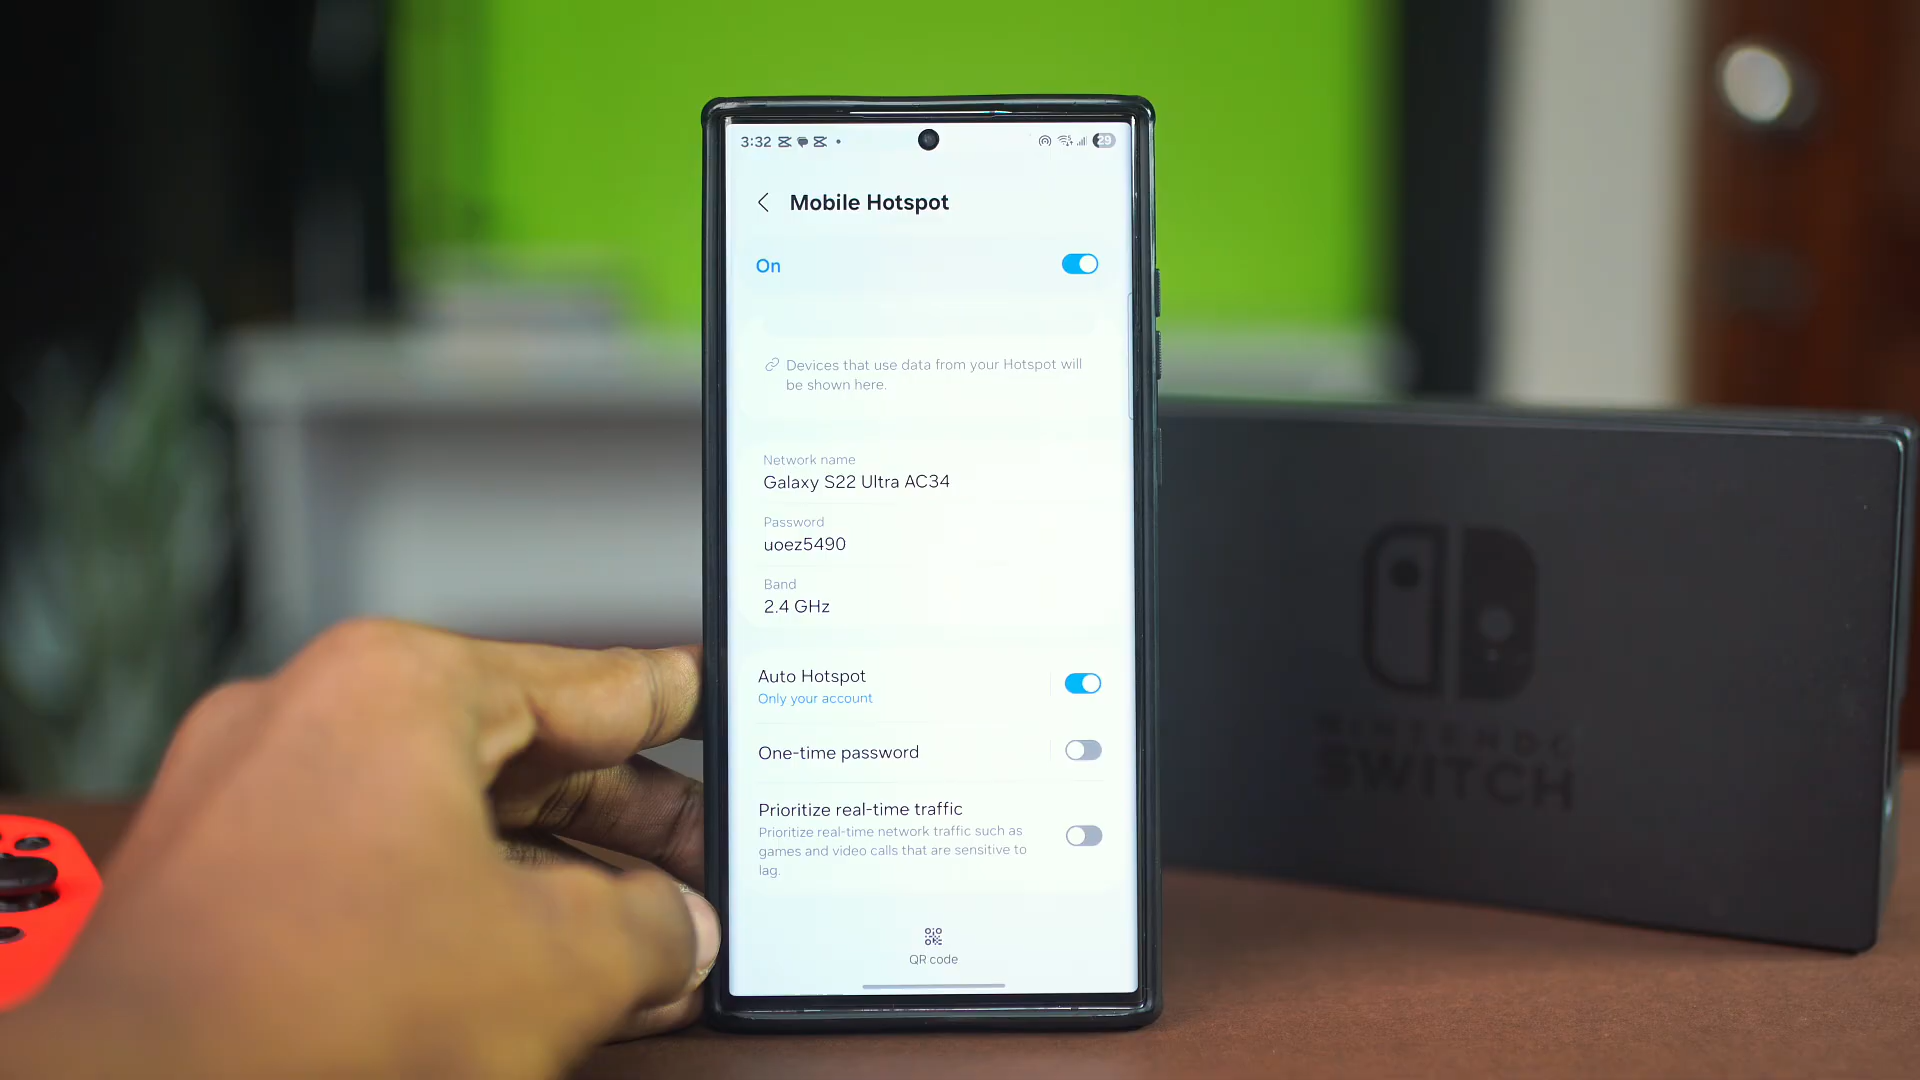 3:32
29
Mobile Hotspot
On
Devices that use data from your Hotspot will
be shown here.
Network name
Galaxy S22 Ultra AC34
Password
uoez5490
Band
2.4 GHz
Auto Hotspot
Only your account
One-time password
Prioritize real-time traffic
Prioritize real-time network traffic such as
games and video calls that are sensitive to
lag.
QR code
NINTENDO
SWITCH